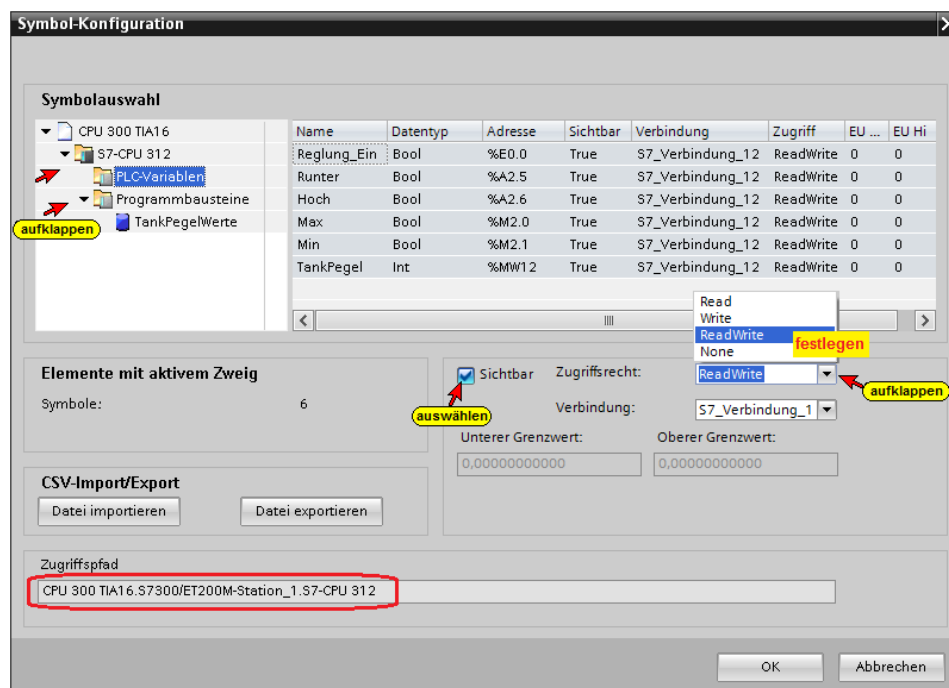 Symbol-Konfiguration
Symbolauswahl
CPU 300 TIA16
S7-CPU 312
PLC-Variablen
Programmbausteine
TankPegelWerte
aufklappen
Name Datentyp Adresse Sichtbar Verbindung Zugriff EU ... EU Hi
Reglung_Ein Bool %E0.0 True S7_Verbindung_12 ReadWrite 0 0
Runter Bool %A2.5 True S7_Verbindung_12 ReadWrite 0 0
Hoch Bool %A2.6 True S7_Verbindung_12 ReadWrite 0 0
Max Bool %M2.0 True S7_Verbindung_12 ReadWrite 0 0
Min Bool %M2.1 True S7_Verbindung_12 ReadWrite 0 0
TankPegel Int %MW12 True S7_Verbindung_12 ReadWrite 0 0
Read
Write
ReadWrite
None
festlegen
Elemente mit aktivem Zweig
Symbole: 6
Sichtbar Zugriffsrecht: ReadWrite
aufklappen
auswählen
Verbindung: S7_Verbindung_1
Unterer Grenzwert: Oberer Grenzwert:
0,00000000000 0,00000000000
CSV-Import/Export
Datei importieren Datei exportieren
Zugriffspfad
CPU 300 TIA16.S7300/ET200M-Station_1.S7-CPU 312
OK Abbrechen